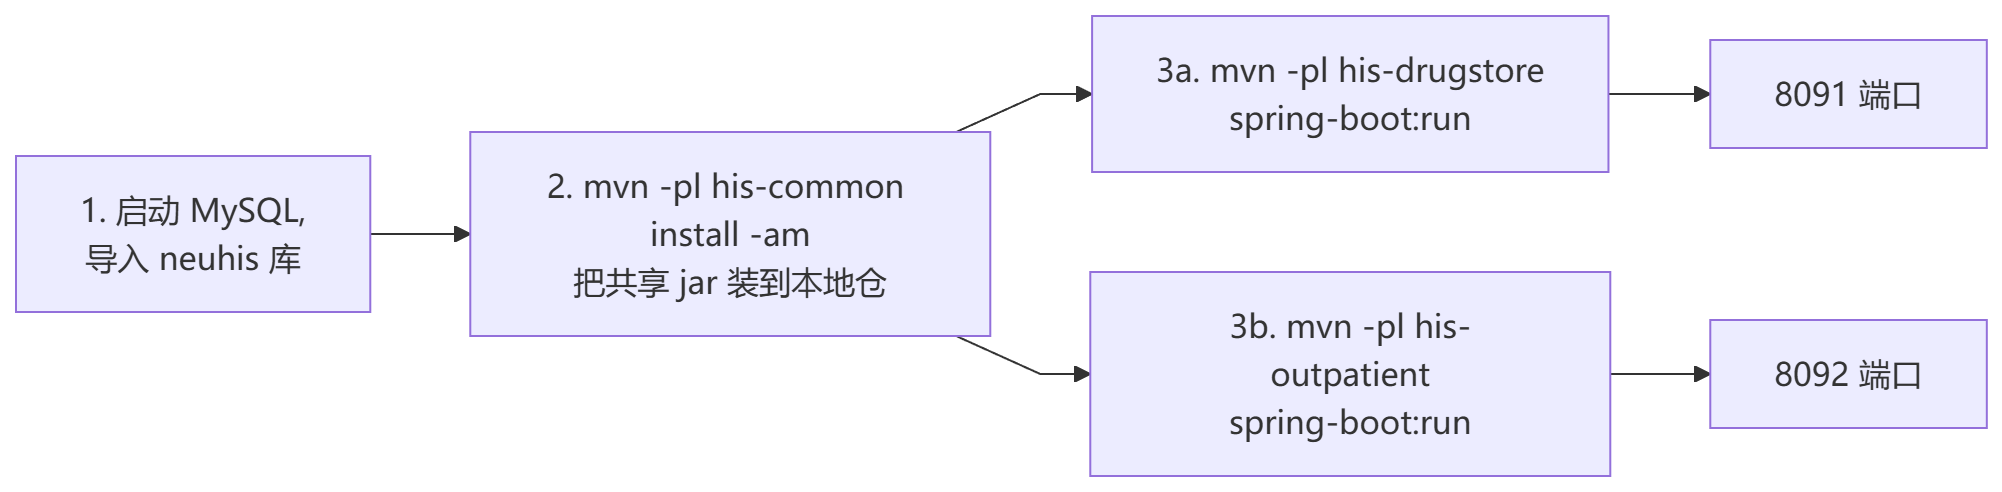 1. 启动 MySQL,
导入 neuhis 库
2. mvn -pl his-common
install -am
把共享 jar 装到本地仓
3a. mvn -pl his-drugstore
spring-boot:run
8091 端口
3b. mvn -pl his-
outpatient
spring-boot:run
8092 端口